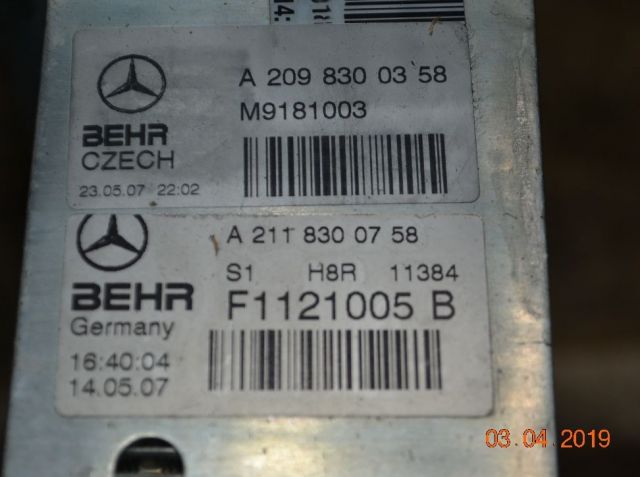 A 209 830 03 58
M9181003
BEHR
CZECH
23.05.07 22:02
A 211 830 07 58
S1 H8R 11384
BEHR F1121005 B
Germany
16:40:04
14.05.07
03.04.2019